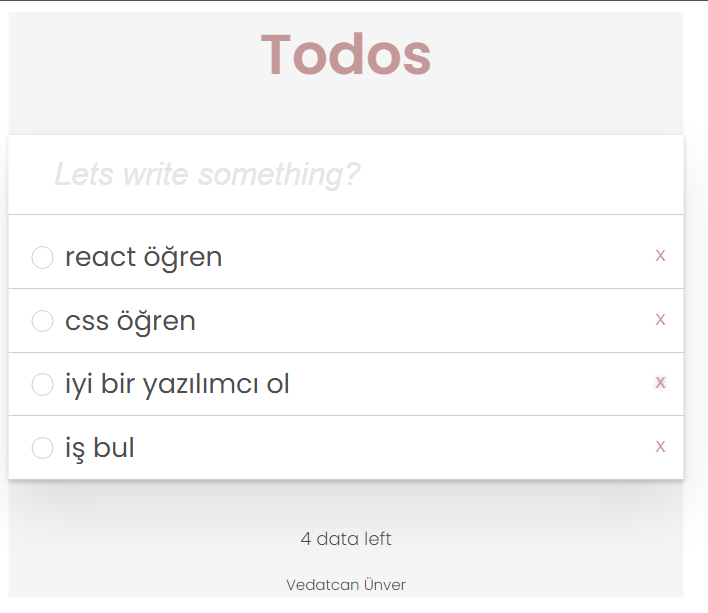 Todos
Lets write something?
react öğren x
css öğren x
iyi bir yazılımcı ol x
iş bul x
4 data left
Vedatcan Ünver